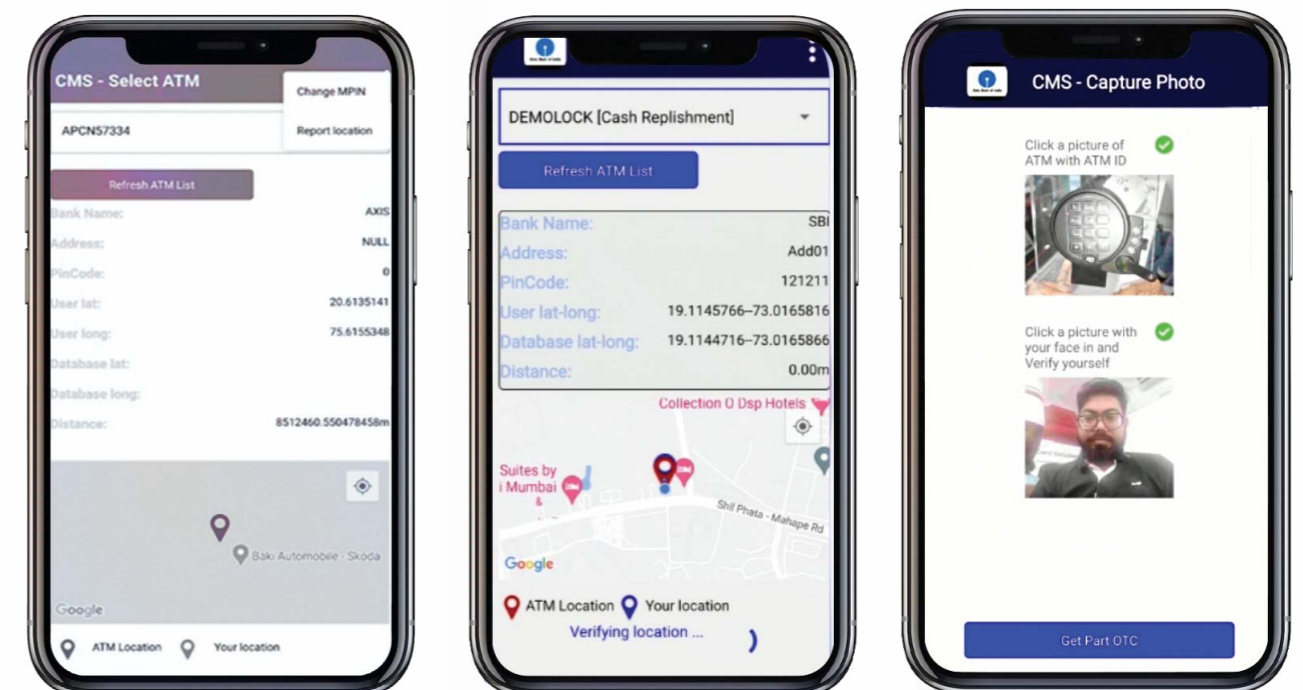 CMS - Select ATM
Change MPIN
Report location
APCN57334
Refresh ATM List
Bank Name: AXIS
Address: NULL
PinCode: 0
User lat: 20.6135141
User long: 75.6155348
Database lat:
Database long:
Distance: 8512460.550478458m
Baki Automobile - Skoda
Google
ATM Location Your location
DEMOLOCK [Cash Replishment]
Refresh ATM List
Bank Name: SBI
Address: Add01
PinCode: 121211
User lat-long: 19.1145766--73.0165816
Database lat-long: 19.1144716--73.0165866
Distance: 0.00m
Collection O Dsp Hotels
Suites by
i Mumbai
&
Shil Phata - Mahape Rd
Google
ATM Location Your location
Verifying location ...
CMS - Capture Photo
Click a picture of
ATM with ATM ID
Click a picture with
your face in and
Verify yourself
Get Part OTC